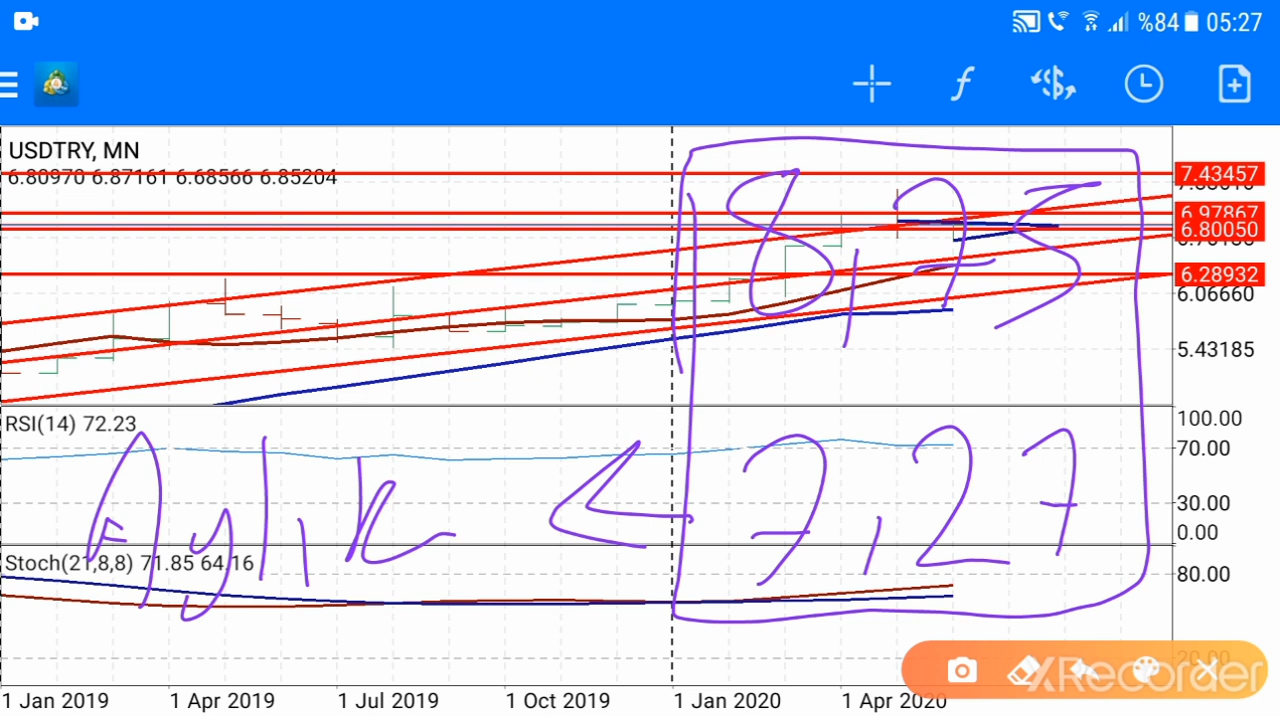 %84 05:27
USDTRY, MN
6.80970 6.87161 6.68566 6.85204
7.43457
6.97867
6.80050
6.28932
6.06660
5.43185
8,23
RSI(14) 72.23
100.00
70.00
30.00
0.00
Aylık < 7,27
Stoch(21,8,8) 71.85 64.16
80.00
20.00
XRecorder
1 Jan 2019 1 Apr 2019 1 Jul 2019 1 Oct 2019 1 Jan 2020 1 Apr 2020